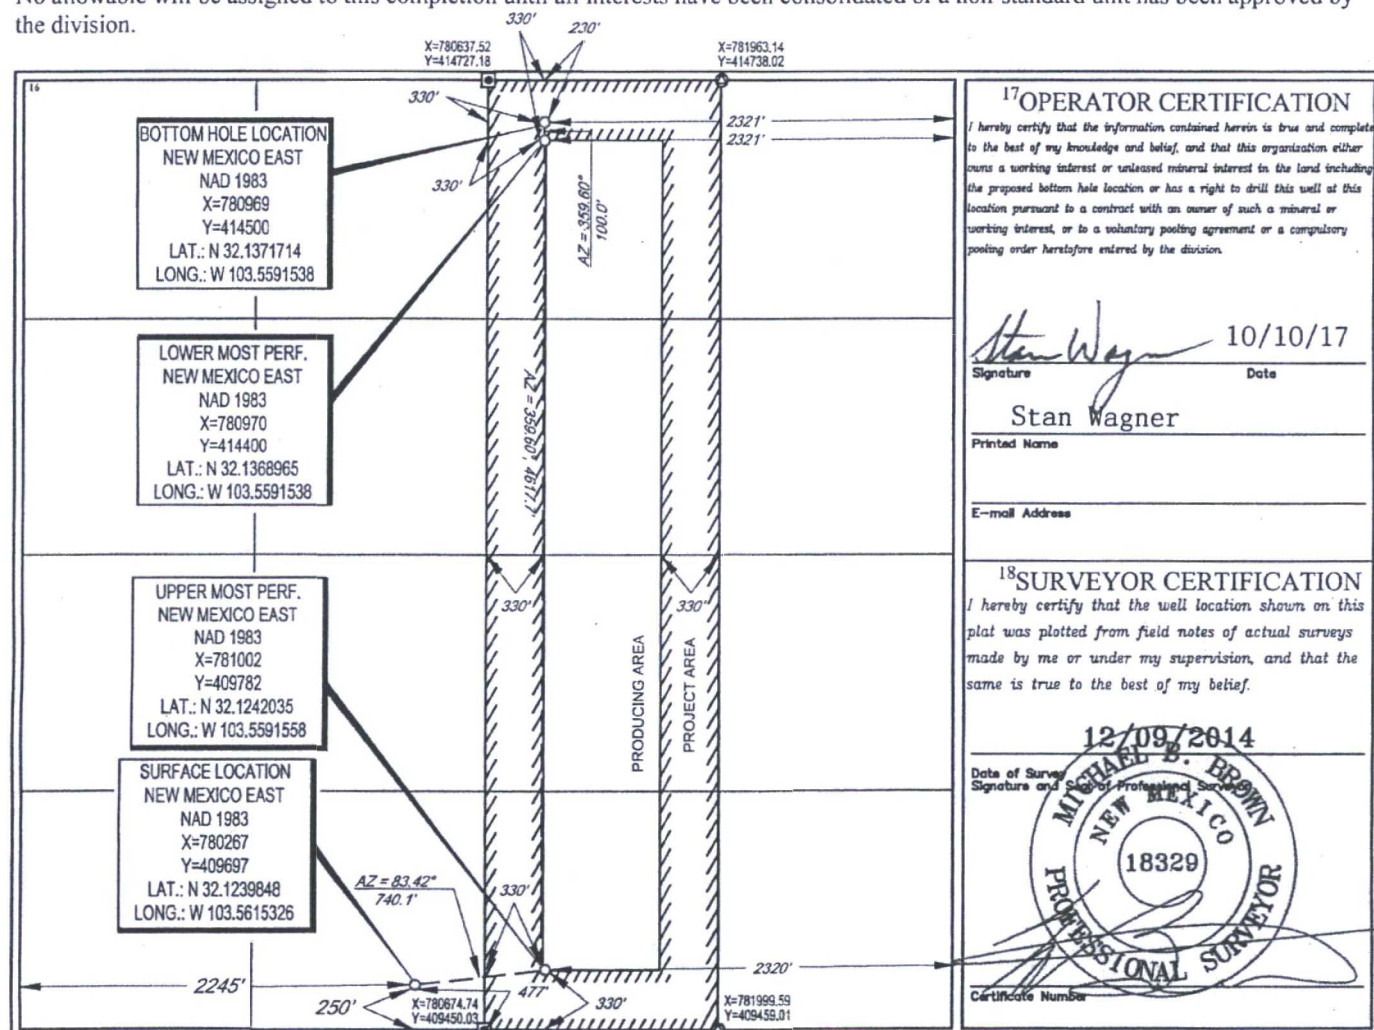 No allowable will be assigned to this completion until all interests have been consolidated or a non-standard unit has been approved by
the division.
330'
230'
X=780637.52
Y=414727.18
X=781963.14
Y=414738.02
16
330'
2321'
2321'
330'
BOTTOM HOLE LOCATION
NEW MEXICO EAST
NAD 1983
X=780969
Y=414500
LAT.: N 32.1371714
LONG.: W 103.5591538
AZ = 359.60°
100.0'
LOWER MOST PERF.
NEW MEXICO EAST
NAD 1983
X=780970
Y=414400
LAT.: N 32.1368965
LONG.: W 103.5591538
AZ = 359.60°, 4617.7'
330'
330'
UPPER MOST PERF.
NEW MEXICO EAST
NAD 1983
X=781002
Y=409782
LAT.: N 32.1242035
LONG.: W 103.5591558
PRODUCING AREA
PROJECT AREA
SURFACE LOCATION
NEW MEXICO EAST
NAD 1983
X=780267
Y=409697
LAT.: N 32.1239848
LONG.: W 103.5615326
AZ = 83.42°
740.1'
330'
2245'
2320'
477'
250'
330'
X=780674.74
Y=409450.03
X=781999.59
Y=409459.01
17 OPERATOR CERTIFICATION
I hereby certify that the information contained herein is true and complete
to the best of my knowledge and belief, and that this organization either
owns a working interest or unleased mineral interest in the land including
the proposed bottom hole location or has a right to drill this well at this
location pursuant to a contract with an owner of such a mineral or
working interest, or to a voluntary pooling agreement or a compulsory
pooling order heretofore entered by the division.
Stan Wagner 10/10/17
Signature Date
Stan Wagner
Printed Name
E-mail Address
18 SURVEYOR CERTIFICATION
I hereby certify that the well location shown on this
plat was plotted from field notes of actual surveys
made by me or under my supervision, and that the
same is true to the best of my belief.
12/09/2014
Date of Survey
Signature and Seal of Professional Surveyor
MICHAEL B. BROWN
NEW MEXICO
18329
PROFESSIONAL SURVEYOR
Certificate Number